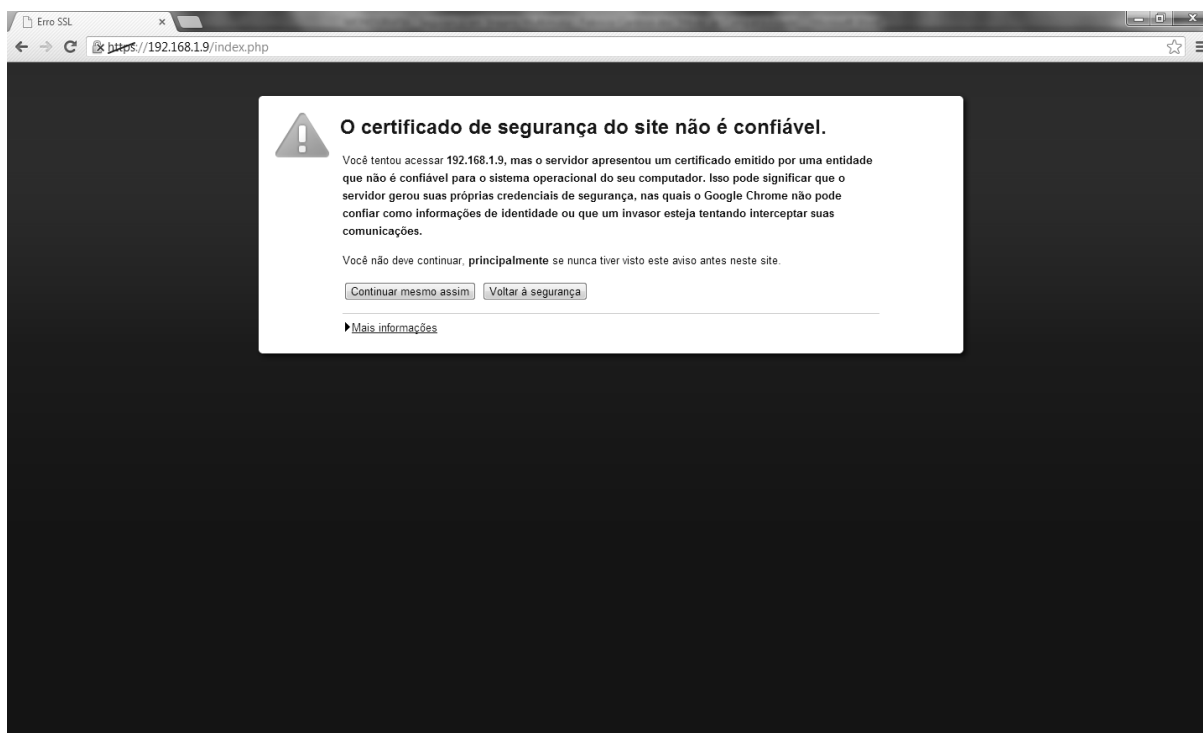 Erro SSL
https://192.168.1.9/index.php
O certificado de segurança do site não é confiável.
Você tentou acessar 192.168.1.9, mas o servidor apresentou um certificado emitido por uma entidade
que não é confiável para o sistema operacional do seu computador. Isso pode significar que o
servidor gerou suas próprias credenciais de segurança, nas quais o Google Chrome não pode
confiar como informações de identidade ou que um invasor esteja tentando interceptar suas
comunicações.
Você não deve continuar, principalmente se nunca tiver visto este aviso antes neste site.
Continuar mesmo assim Voltar à segurança
Mais informações